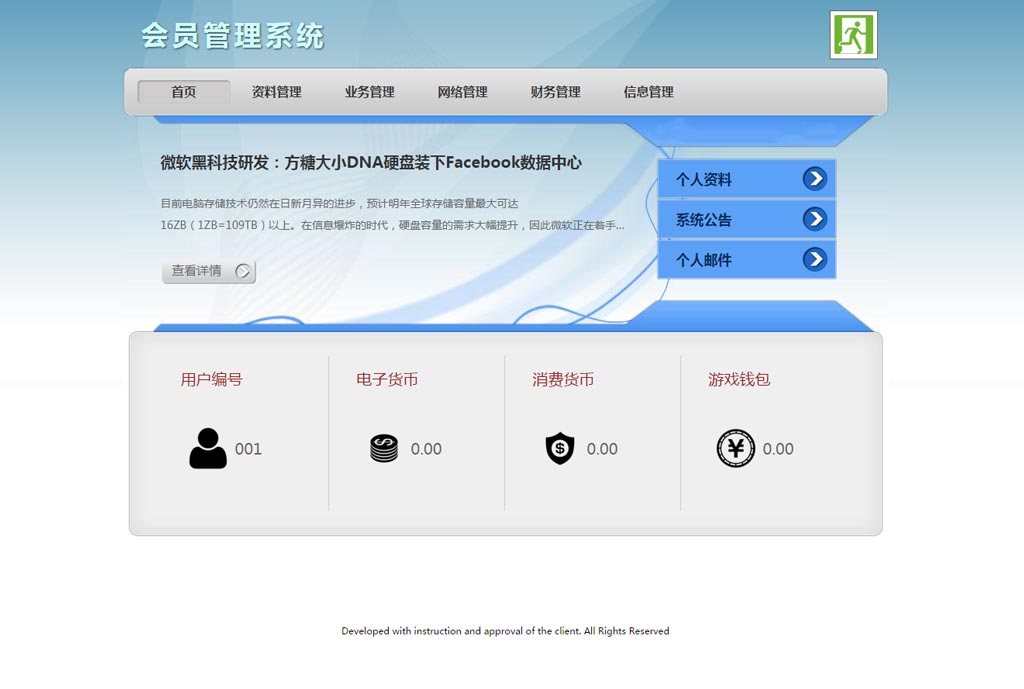 会员管理系统
首页 资料管理 业务管理 网络管理 财务管理 信息管理
微软黑科技研发：方糖大小DNA硬盘装下Facebook数据中心
目前电脑存储技术仍然在日新月异的进步，预计明年全球存储容量最大可达
16ZB（1ZB=109TB）以上。在信息爆炸的时代，硬盘容量的需求大幅提升，因此微软正在着手...
查看详情
个人资料
系统公告
个人邮件
用户编号 电子货币 消费货币 游戏钱包
001 0.00 0.00 0.00
Developed with instruction and approval of the client. All Rights Reserved